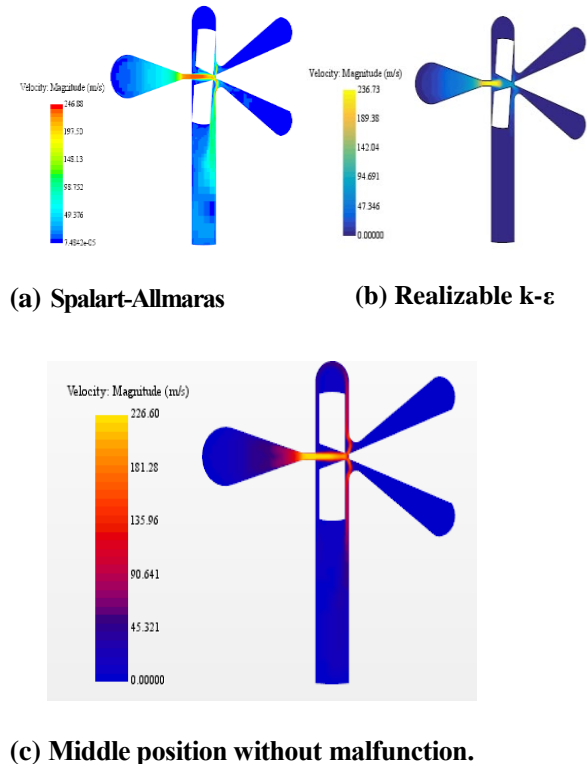 Velocity: Magnitude (m/s)
246.88
197.50
148.13
98.752
49.376
7.4842e-05
Velocity: Magnitude (m/s)
236.73
189.38
142.04
94.691
47.346
0.00000
(a) Spalart-Allmaras
(b) Realizable k-ε
Velocity: Magnitude (m/s)
226.60
181.28
135.96
90.641
45.321
0.00000
(c) Middle position without malfunction.